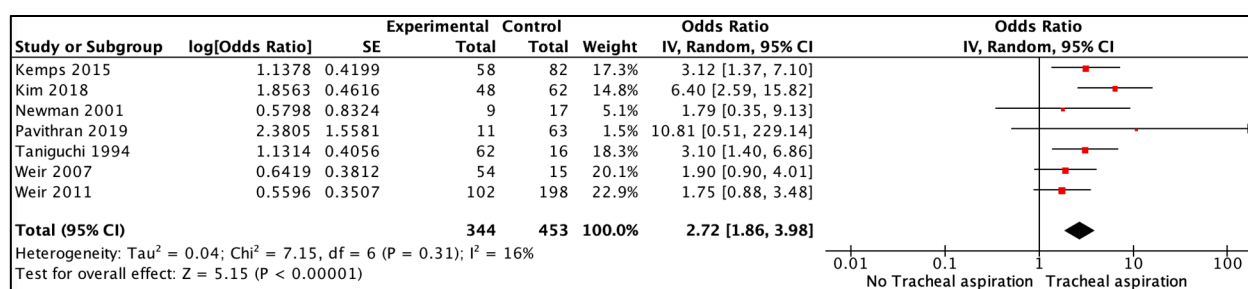 Experimental Control Odds Ratio Odds Ratio
Study or Subgroup log[Odds Ratio] SE Total Total Weight IV, Random, 95% CI IV, Random, 95% CI
Kemps 2015 1.1378 0.4199 58 82 17.3% 3.12 [1.37, 7.10]
Kim 2018 1.8563 0.4616 48 62 14.8% 6.40 [2.59, 15.82]
Newman 2001 0.5798 0.8324 9 17 5.1% 1.79 [0.35, 9.13]
Pavithran 2019 2.3805 1.5581 11 63 1.5% 10.81 [0.51, 229.14]
Taniguchi 1994 1.1314 0.4056 62 16 18.3% 3.10 [1.40, 6.86]
Weir 2007 0.6419 0.3812 54 15 20.1% 1.90 [0.90, 4.01]
Weir 2011 0.5596 0.3507 102 198 22.9% 1.75 [0.88, 3.48]
Total (95% CI) 344 453 100.0% 2.72 [1.86, 3.98]
Heterogeneity: Tau² = 0.04; Chi² = 7.15, df = 6 (P = 0.31); I² = 16%
Test for overall effect: Z = 5.15 (P < 0.00001)
0.01 0.1 1 10 100
No Tracheal aspiration Tracheal aspiration